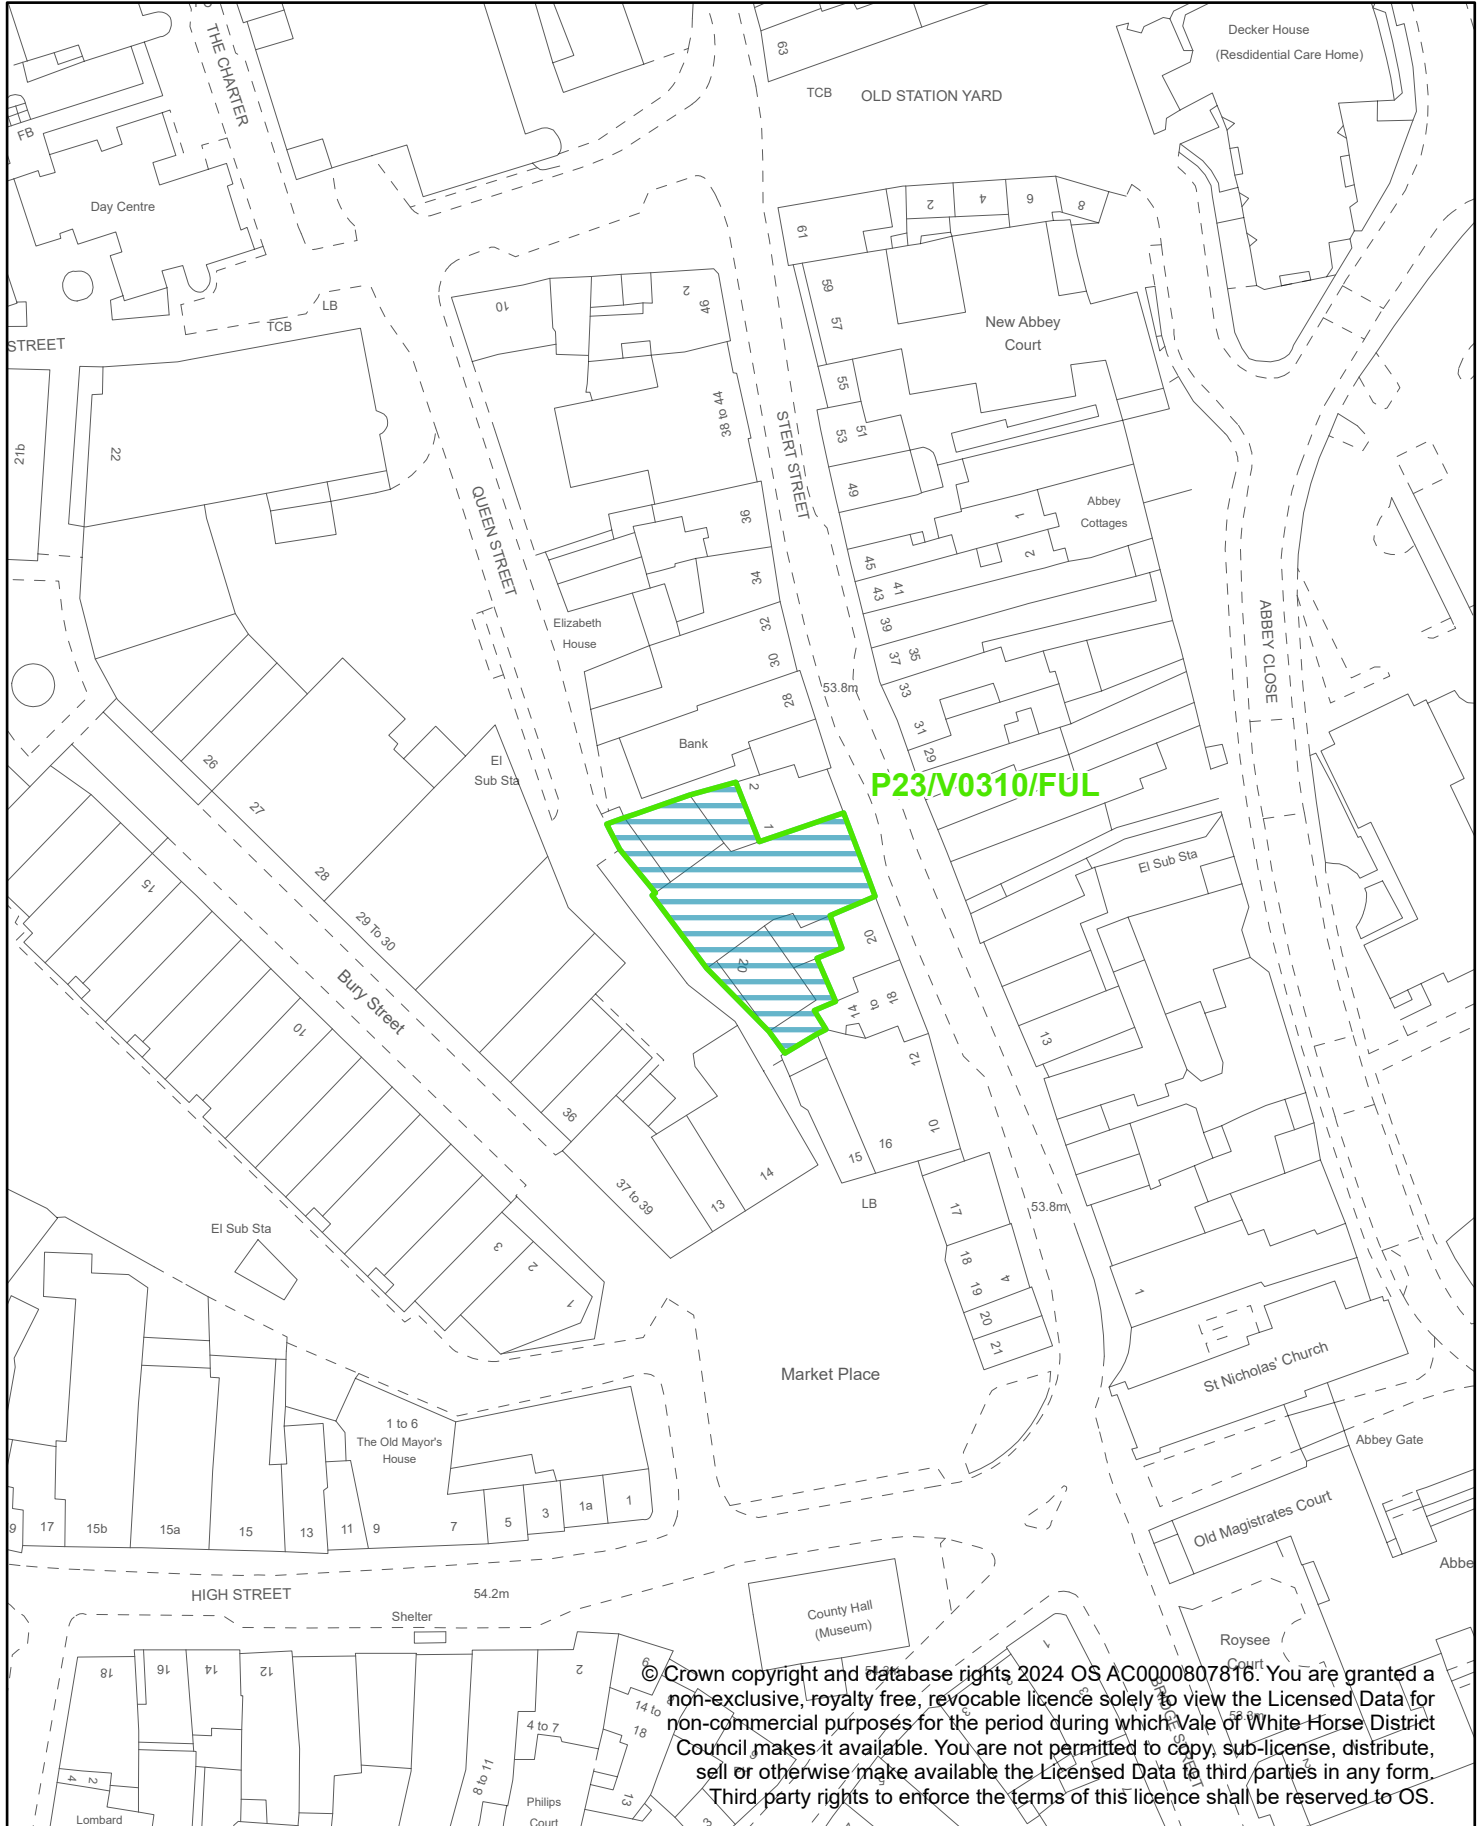 THE CHARTER
FB
Day Centre
63
TCB
OLD STATION YARD
Decker House
(Resdidential Care Home)
2
4
6
8
61
59
57
New Abbey
Court
LB
TCB
STREET
10
2
46
21b
22
38 to 44
STERT STREET
55
53
51
49
QUEEN STREET
36
34
32
30
28
Abbey
Cottages
1
2
45
43
41
39
37
35
33
31
29
ABBEY CLOSE
Elizabeth
House
53.8m
Bank
El
Sub Sta
26
27
28
29 To 30
Bury Street
15
10
36
37 to 39
13
14
P23/V0310/FUL
2
1
20
20
18
to
14
12
10
16
15
LB
El Sub Sta
13
53.8m
17
18
19
4
20
21
1
El Sub Sta
3
2
1
Market Place
St Nicholas' Church
Abbey Gate
1 to 6
The Old Mayor's
House
9
17
15b
15a
15
13
11
9
7
5
3
1a
1
Old Magistrates Court
Abbe
HIGH STREET
54.2m
Shelter
County Hall
(Museum)
Roysee
Court
BRIDGE STREET
18
16
14
12
2
9
14 to
18
4 to 7
8 to 11
13
Philips
Court
4
2
Lombard
1
3
3
© Crown copyright and database rights 2024 OS AC0000807816. You are granted a
non-exclusive, royalty free, revocable licence solely to view the Licensed Data for
non-commercial purposes for the period during which Vale of White Horse District
Council makes it available. You are not permitted to copy, sub-license, distribute,
sell or otherwise make available the Licensed Data to third parties in any form.
Third party rights to enforce the terms of this licence shall be reserved to OS.